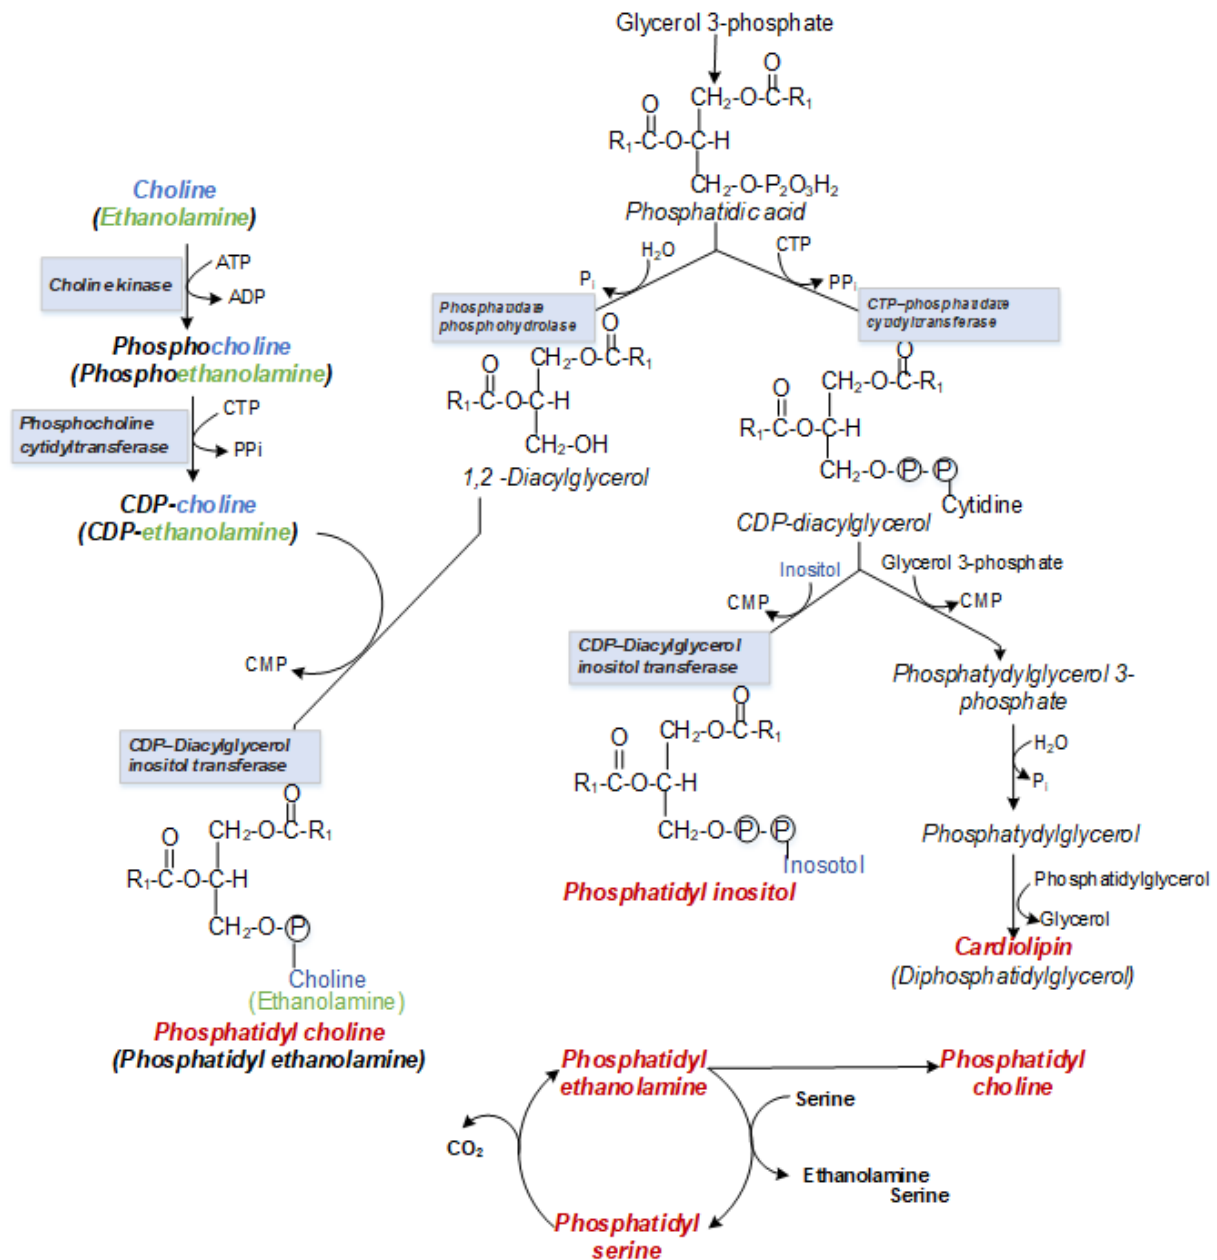 Glycerol 3-phosphate
O
CH₂-O-C-R₁
O
R₁-C-O-C-H
CH₂-O-P₂O₃H₂
Phosphatidic acid
H₂O
CTP
Pᵢ
PPᵢ
Phosphatidate
phosphohydrolase
CTP–phosphatidate
cytidyltransferase
Choline
(Ethanolamine)
ATP
Choline kinase
ADP
Phosphocholine
(Phosphoethanolamine)
CTP
Phosphocholine
cytidyltransferase
PPi
CDP-choline
(CDP-ethanolamine)
O
CH₂-O-C-R₁
O
R₁-C-O-C-H
CH₂-OH
1,2 -Diacylglycerol
O
CH₂-O-C-R₁
O
R₁-C-O-C-H
CH₂-O-P-P
Cytidine
CDP-diacylglycerol
Inositol
Glycerol 3-phosphate
CMP
CMP
CMP
CDP–Diacylglycerol
inositol transferase
CDP–Diacylglycerol
inositol transferase
O
CH₂-O-C-R₁
O
R₁-C-O-C-H
CH₂-O-P
Choline
(Ethanolamine)
Phosphatidyl choline
(Phosphatidyl ethanolamine)
O
CH₂-O-C-R₁
O
R₁-C-O-C-H
CH₂-O-P-P
Inosotol
Phosphatidyl inositol
Phosphatydylglycerol 3-
phosphate
H₂O
Pᵢ
Phosphatydylglycerol
Phosphatidylglycerol
Glycerol
Cardiolipin
(Diphosphatidylglycerol)
Phosphatidyl
ethanolamine
Phosphatidyl
choline
Serine
CO₂
Ethanolamine
Serine
Phosphatidyl
serine